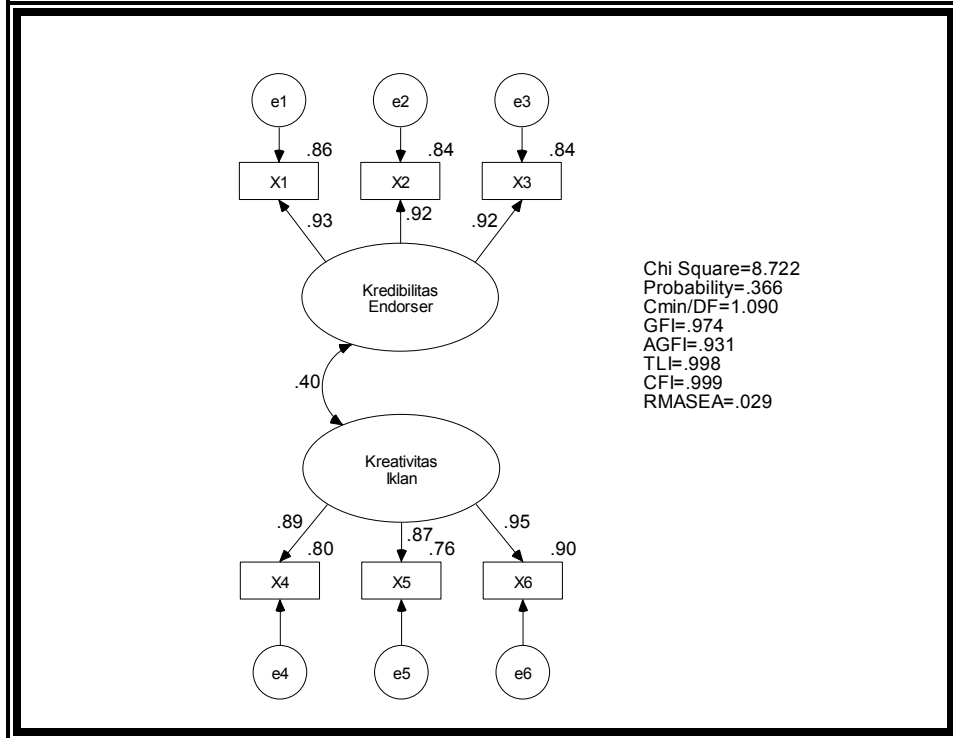 e1
e2
e3
.86
.84
.84
X1
X2
X3
.93
.92
.92
Kredibilitas
Endorser
Chi Square=8.722
Probability=.366
Cmin/DF=1.090
GFI=.974
AGFI=.931
TLI=.998
CFI=.999
RMASEA=.029
.40
Kreativitas
Iklan
.89
.87
.95
.80
.76
.90
X4
X5
X6
e4
e5
e6